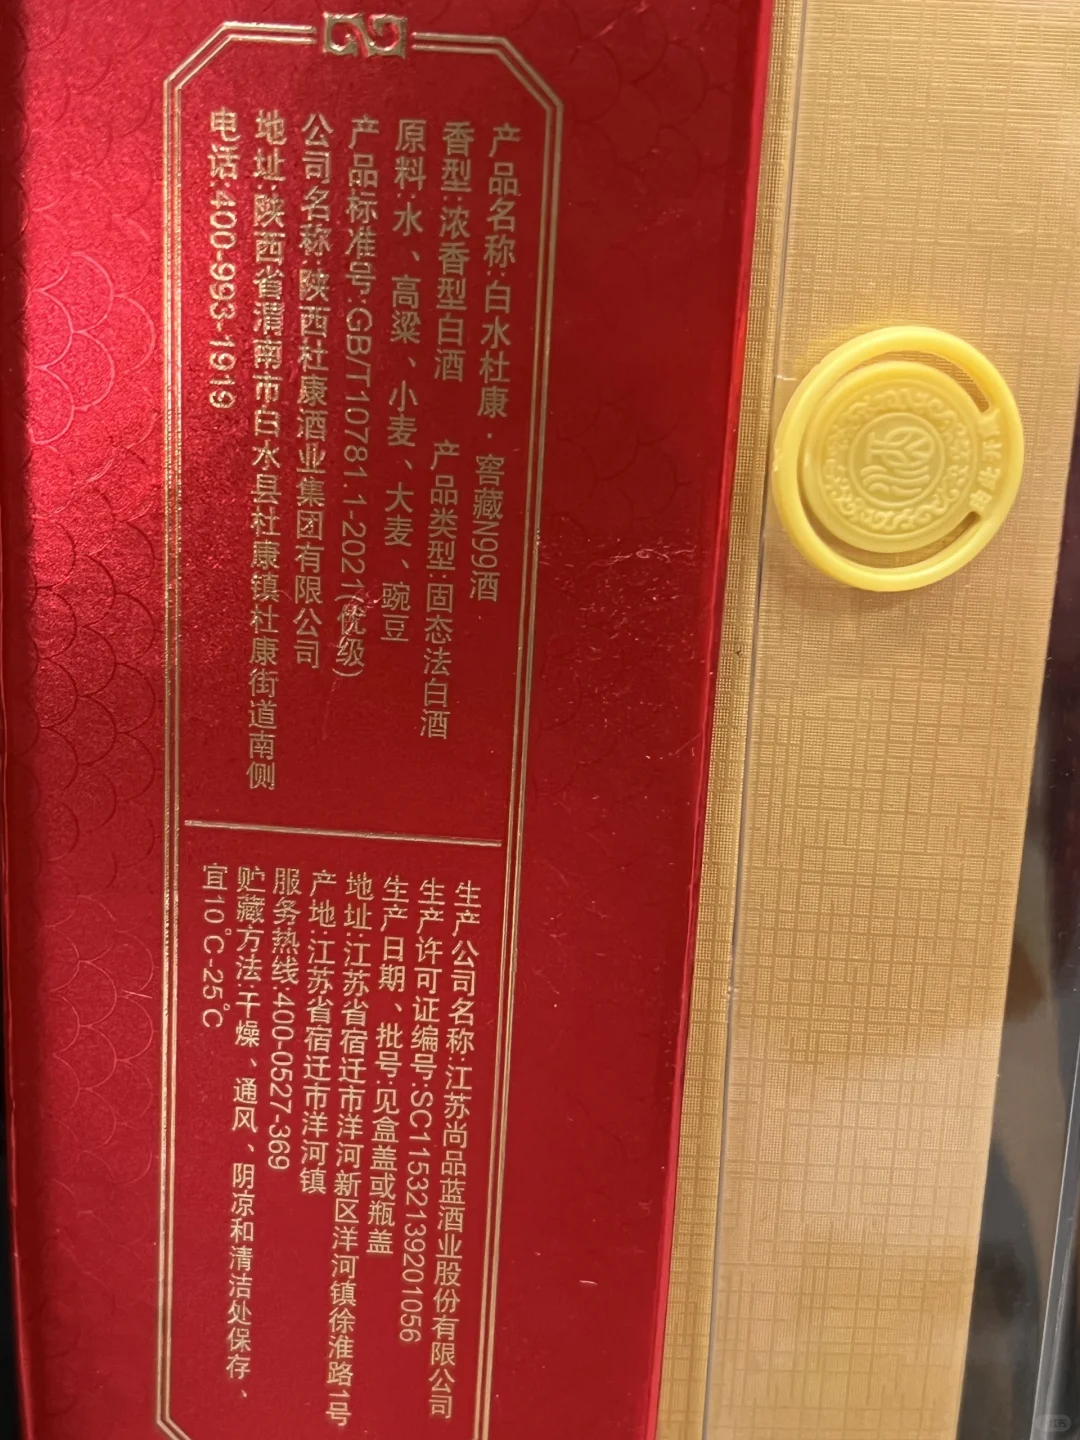 产品名称:白水杜康·窖藏N99酒
香型:浓香型白酒 产品类型:固态法白酒
原料:水、高粱、小麦、大麦、豌豆
产品标准号:GB/T10781.1-2021(优级)
公司名称:陕西杜康酒业集团有限公司
地址:陕西省渭南市白水县杜康镇杜康街道南侧
电话:400-993-1919
生产公司名称:江苏尚品蓝酒业股份有限公司
生产许可证编号:SC11532139201056
生产日期、批号:见盒盖或瓶盖
地址:江苏省宿迁市洋河新区洋河镇徐淮路1号
产地:江苏省宿迁市洋河镇
服务热线:400-0527-369
贮藏方法:干燥、通风、阴凉和清洁处保存、
宜10°C-25°C